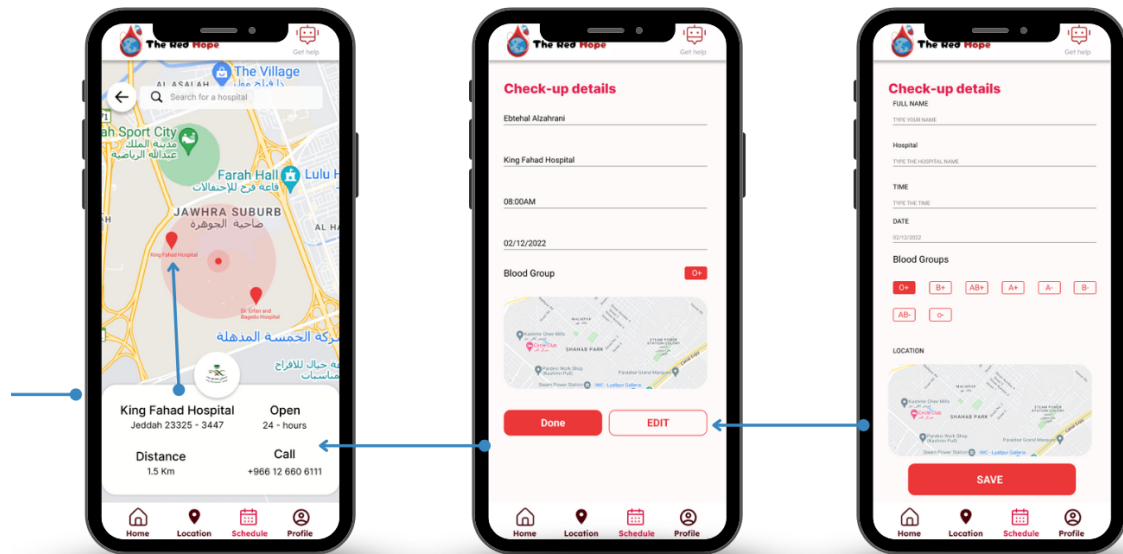 The Red Hope
Get help
The Village
AL ASALAH
Search for a hospital
ah Sport City
مدينة الملك
عبدالله الرياضية
Farah Hall
قاعة فرح للإحتفالات
Lulu H
JAWHRA SUBURB
ضاحية الجوهرة
AL HA
King Fahad Hospital
Dr. Erfan and
Bagedo Hospital
شركة الخمسة المذهلة
King Fahad Hospital
Jeddah 23325 - 3447
Open
24 - hours
Distance
1.5 Km
Call
+966 12 660 6111
Home
Location
Schedule
Profile
The Red Hope
Get help
Check-up details
Ebtehal Alzahrani
King Fahad Hospital
08:00AM
02/12/2022
Blood Group
O+
SHAHAB PARK
Done
EDIT
Home
Location
Schedule
Profile
The Red Hope
Get help
Check-up details
FULL NAME
TYPE YOUR NAME
Hospital
TYPE THE HOSPITAL NAME
TIME
TYPE THE TIME
DATE
02/12/2022
Blood Groups
O+
B+
AB+
A+
A-
B-
AB-
o-
LOCATION
SHAHAB PARK
SAVE
Home
Location
Schedule
Profile